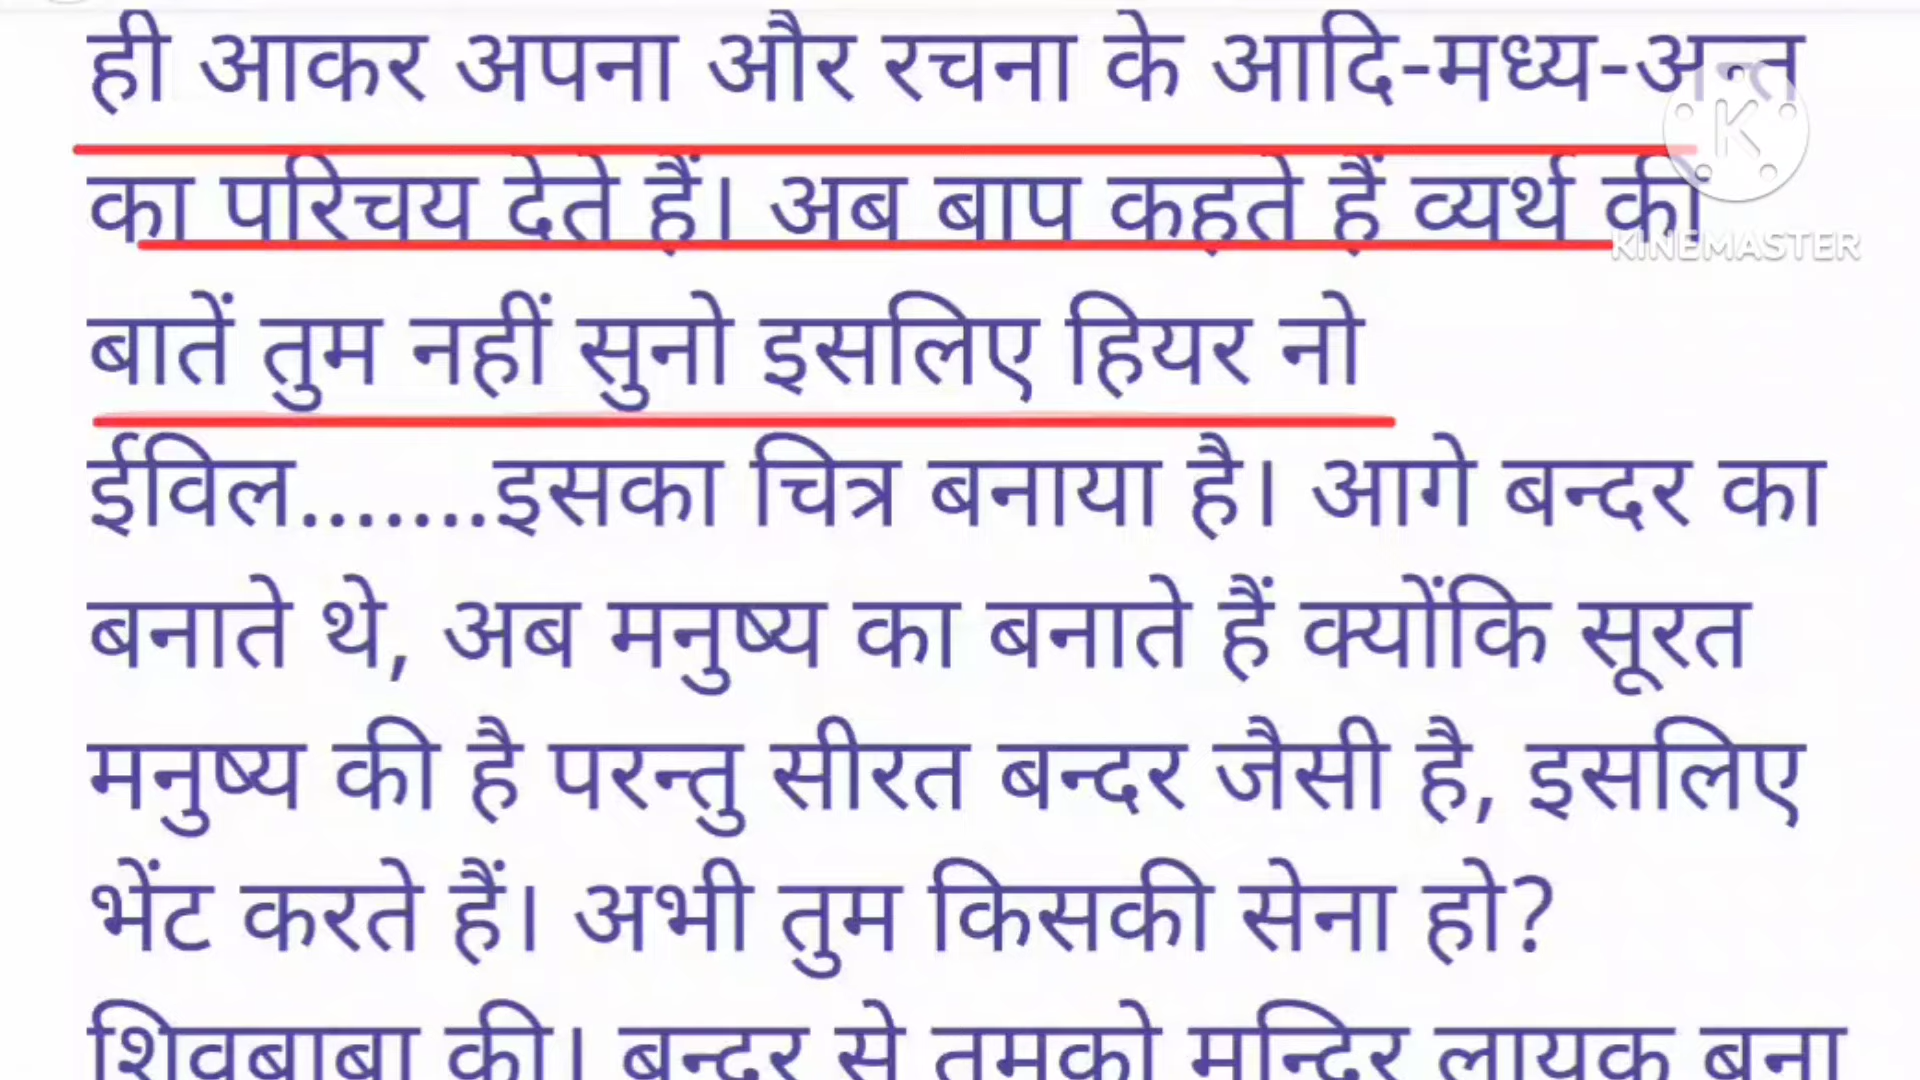 ही आकर अपना और रचना के आदि-मध्य-अन्त
का परिचय देते हैं। अब बाप कहते हैं व्यर्थ की
बातें तुम नहीं सुनो इसलिए हियर नो
ईविल.......इसका चित्र बनाया है। आगे बन्दर का
बनाते थे, अब मनुष्य का बनाते हैं क्योंकि सूरत
मनुष्य की है परन्तु सीरत बन्दर जैसी है, इसलिए
भेंट करते हैं। अभी तुम किसकी सेना हो?
शिवबाबा की। बन्दर से तुमको मन्दिर लायक बना
K
KINEMASTER